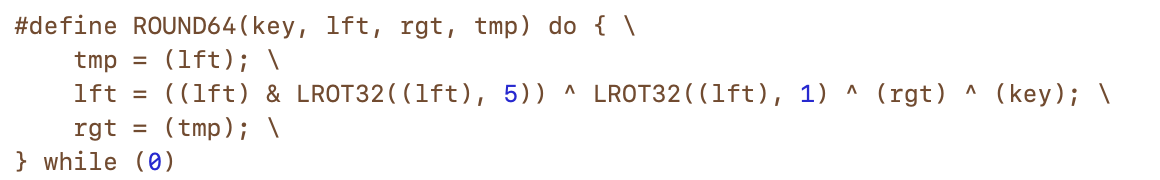 #define ROUND64(key, lft, rgt, tmp) do { \
    tmp = (lft); \
    lft = ((lft) & LROT32((lft), 5)) ^ LROT32((lft), 1) ^ (rgt) ^ (key); \
    rgt = (tmp); \
} while (0)